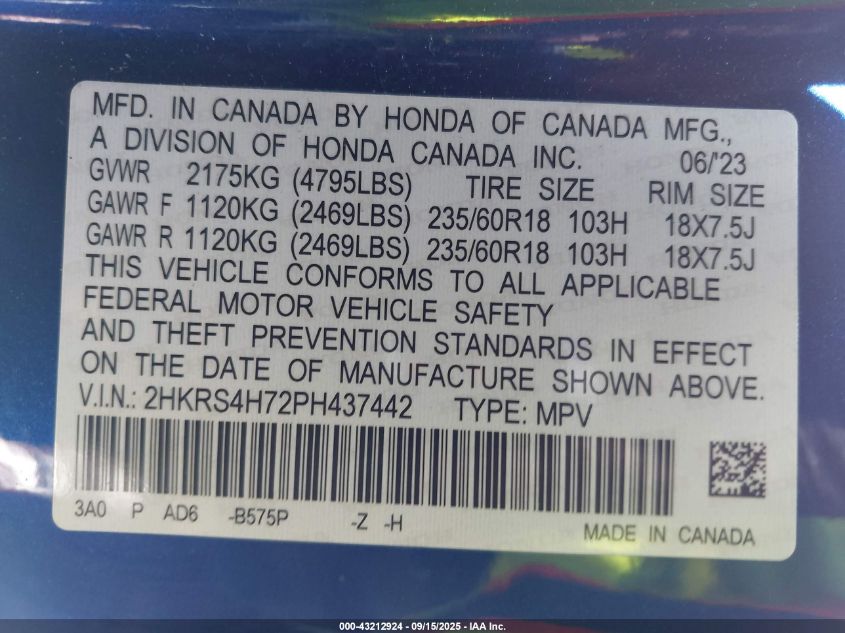 MFD. IN CANADA BY HONDA OF CANADA MFG.,
A DIVISION OF HONDA CANADA INC. 06/'23
GVWR 2175KG (4795LBS) TIRE SIZE RIM SIZE
GAWR F 1120KG (2469LBS) 235/60R18 103H 18X7.5J
GAWR R 1120KG (2469LBS) 235/60R18 103H 18X7.5J
THIS VEHICLE CONFORMS TO ALL APPLICABLE
FEDERAL MOTOR VEHICLE SAFETY
AND THEFT PREVENTION STANDARDS IN EFFECT
ON THE DATE OF MANUFACTURE SHOWN ABOVE.
V.I.N.: 2HKRS4H72PH437442 TYPE: MPV
3A0 P AD6 -B575P -Z -H MADE IN CANADA
000-43212924 - 09/15/2025 - IAA Inc.